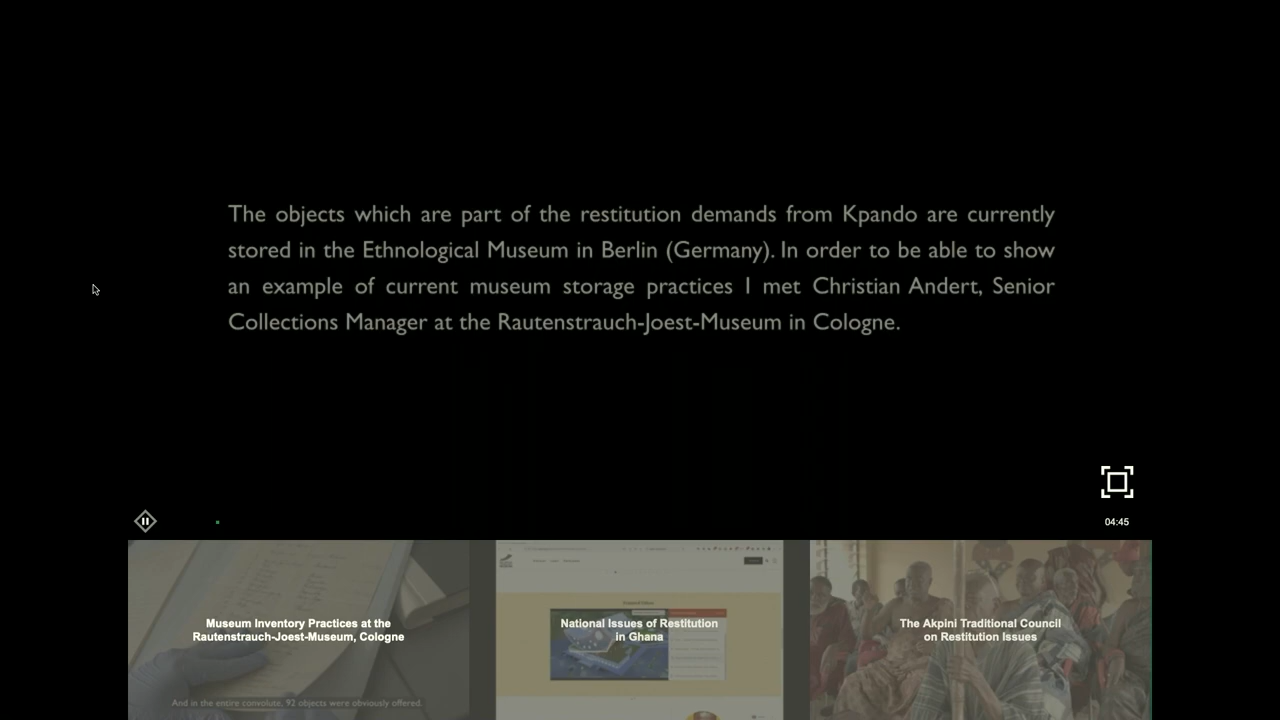 The objects which are part of the restitution demands from Kpando are currently
stored in the Ethnological Museum in Berlin (Germany). In order to be able to show
an example of current museum storage practices I met Christian Andert, Senior
Collections Manager at the Rautenstrauch-Joest-Museum in Cologne.
04:45
Museum Inventory Practices at the
Rautenstrauch-Joest-Museum, Cologne
And in the entire convolute, 92 objects were obviously offered.
National Issues of Restitution
in Ghana
The Akpini Traditional Council
on Restitution Issues